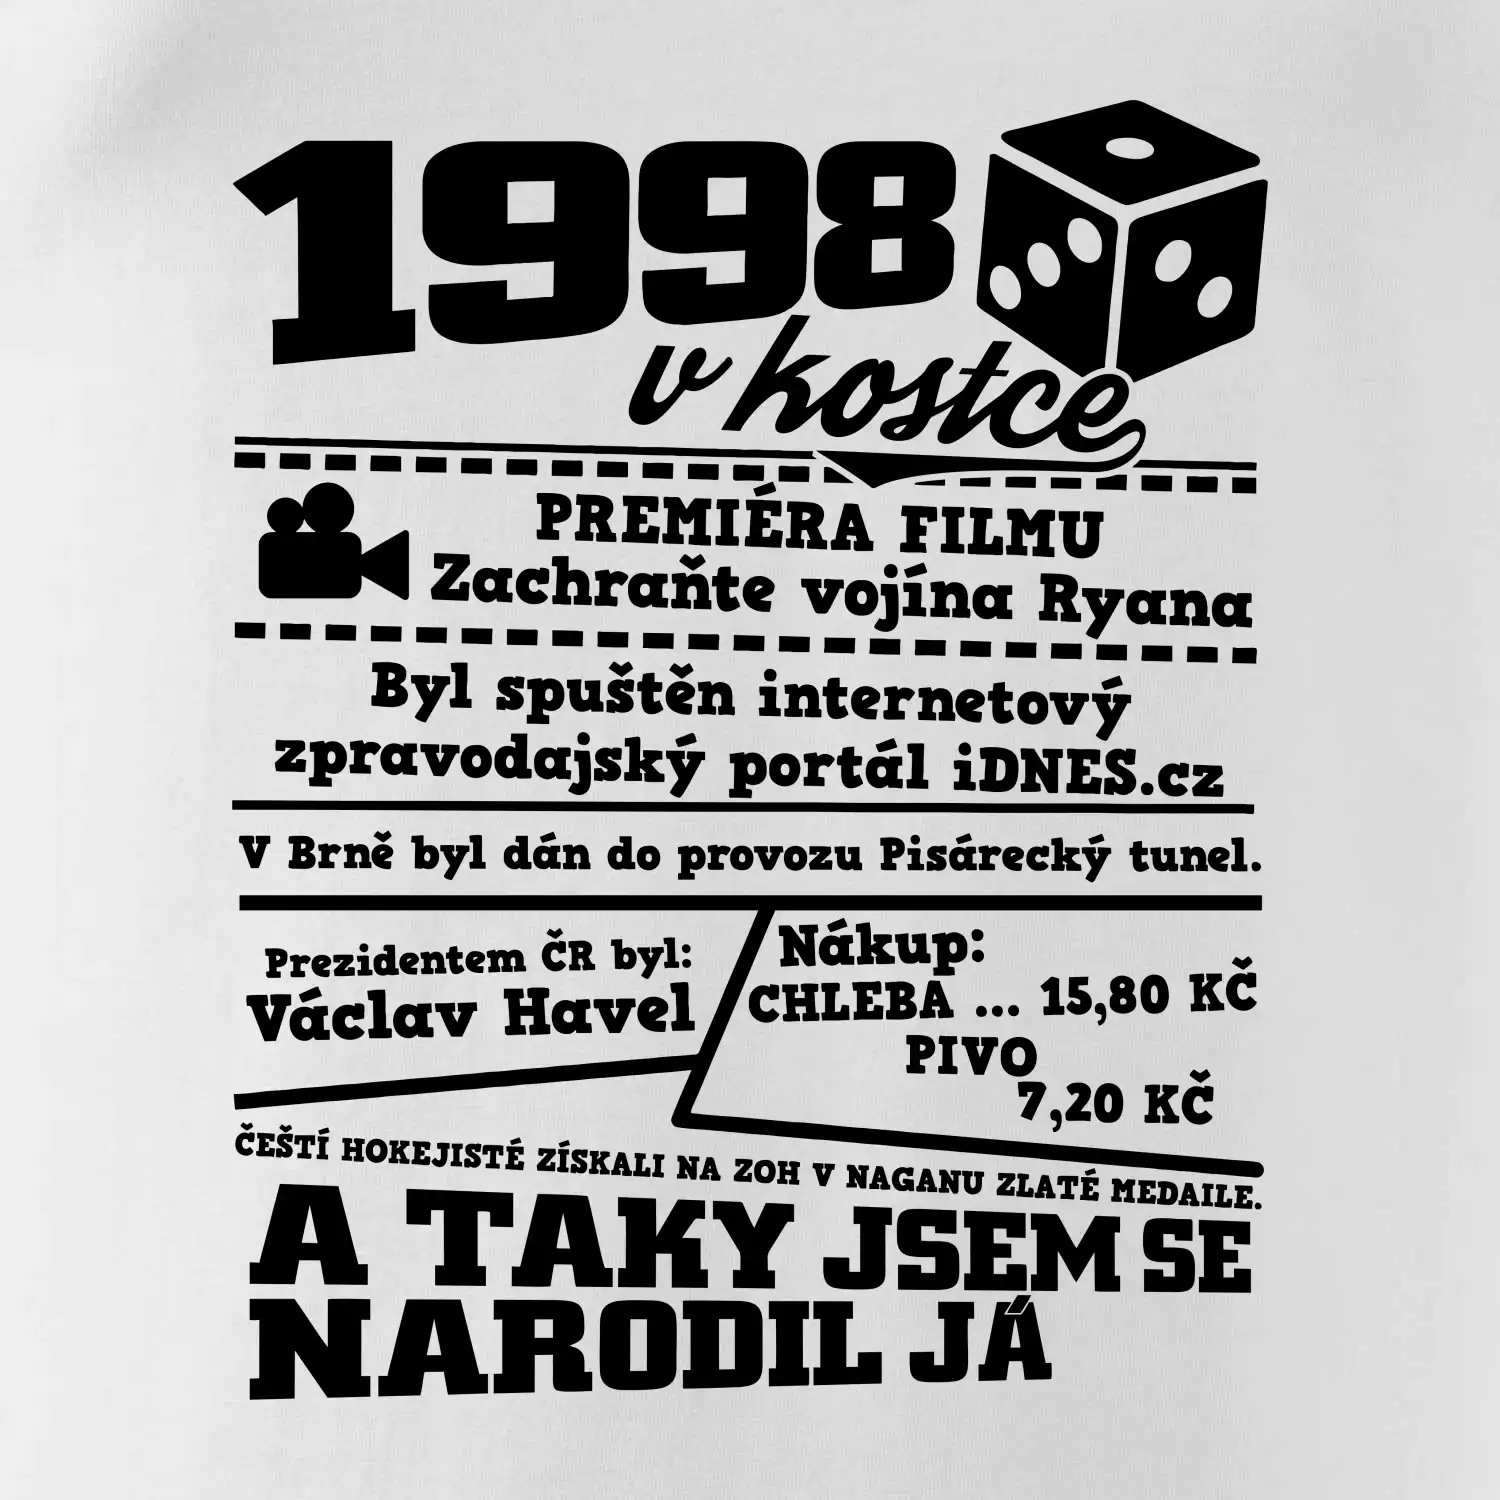 1998
v kostce
PREMIÉRA FILMU
Zachraňte vojína Ryana
Byl spuštěn internetový
zpravodajský portál iDNES.cz
V Brně byl dán do provozu Pisárecký tunel.
Prezidentem ČR byl:
Václav Havel
Nákup:
CHLEBA ... 15,80 KČ
PIVO
7,20 KČ
ČEŠTÍ HOKEJISTÉ ZÍSKALI NA ZOH V NAGANU ZLATÉ MEDAILE.
A TAKY JSEM SE
NARODIL JÁ